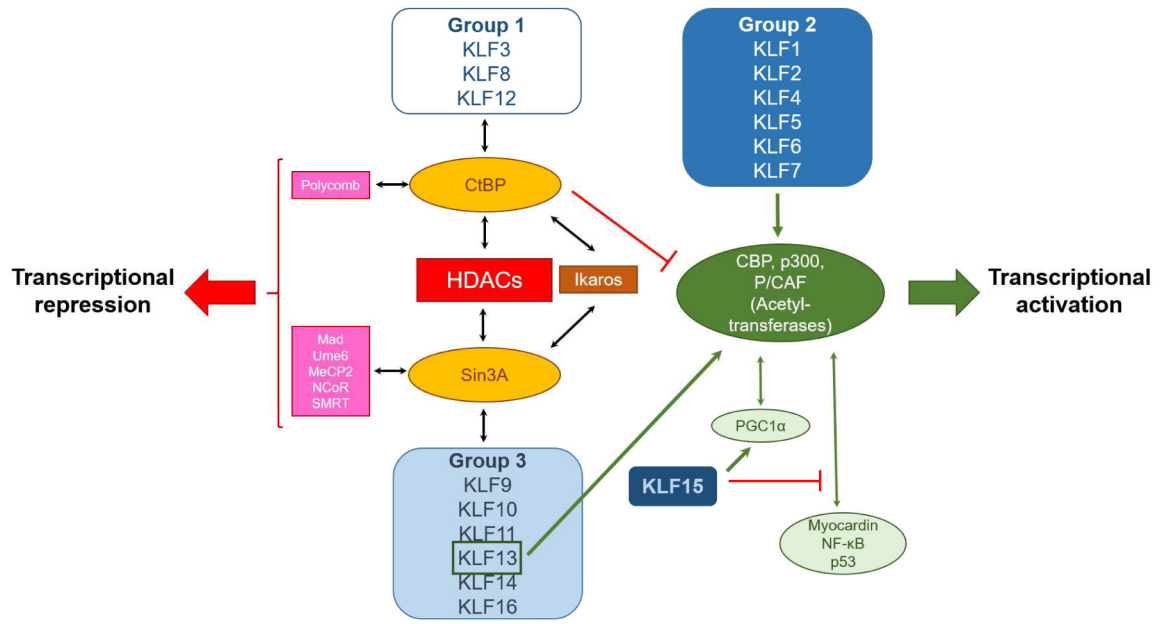 Group 1
KLF3
KLF8
KLF12
Group 2
KLF1
KLF2
KLF4
KLF5
KLF6
KLF7
Polycomb
CtBP
Transcriptional
repression
HDACs
Ikaros
CBP, p300,
P/CAF
(Acetyl-
transferases)
Transcriptional
activation
Mad
Ume6
MeCP2
NCoR
SMRT
Sin3A
PGC1α
Group 3
KLF9
KLF10
KLF11
KLF13
KLF14
KLF16
KLF15
Myocardin
NF-κB
p53